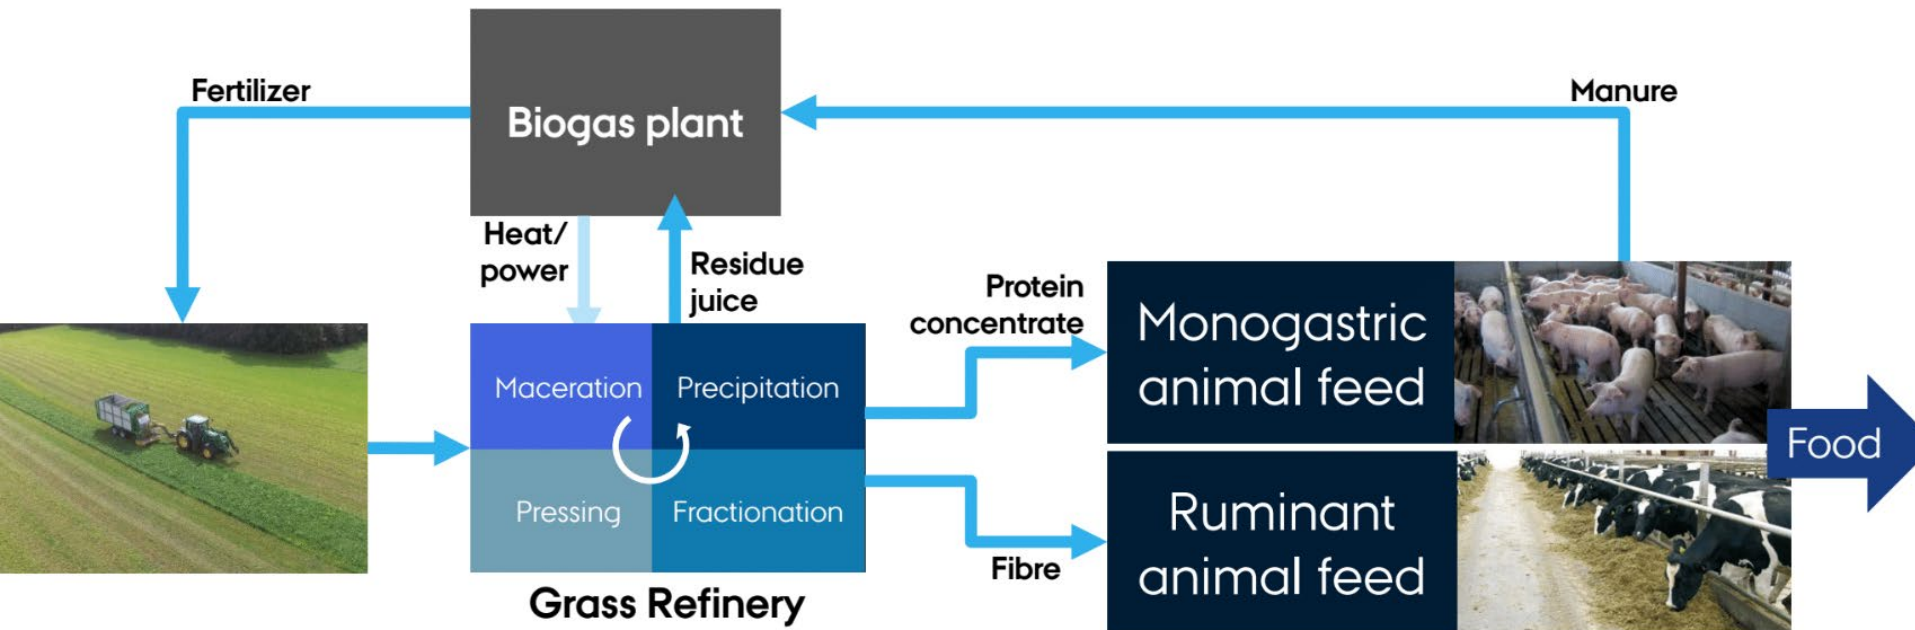 Fertilizer
Biogas plant
Manure
Heat/
power
Residue
juice
Protein
concentrate
Maceration
Precipitation
Pressing
Fractionation
Grass Refinery
Fibre
Monogastric
animal feed
Ruminant
animal feed
Food